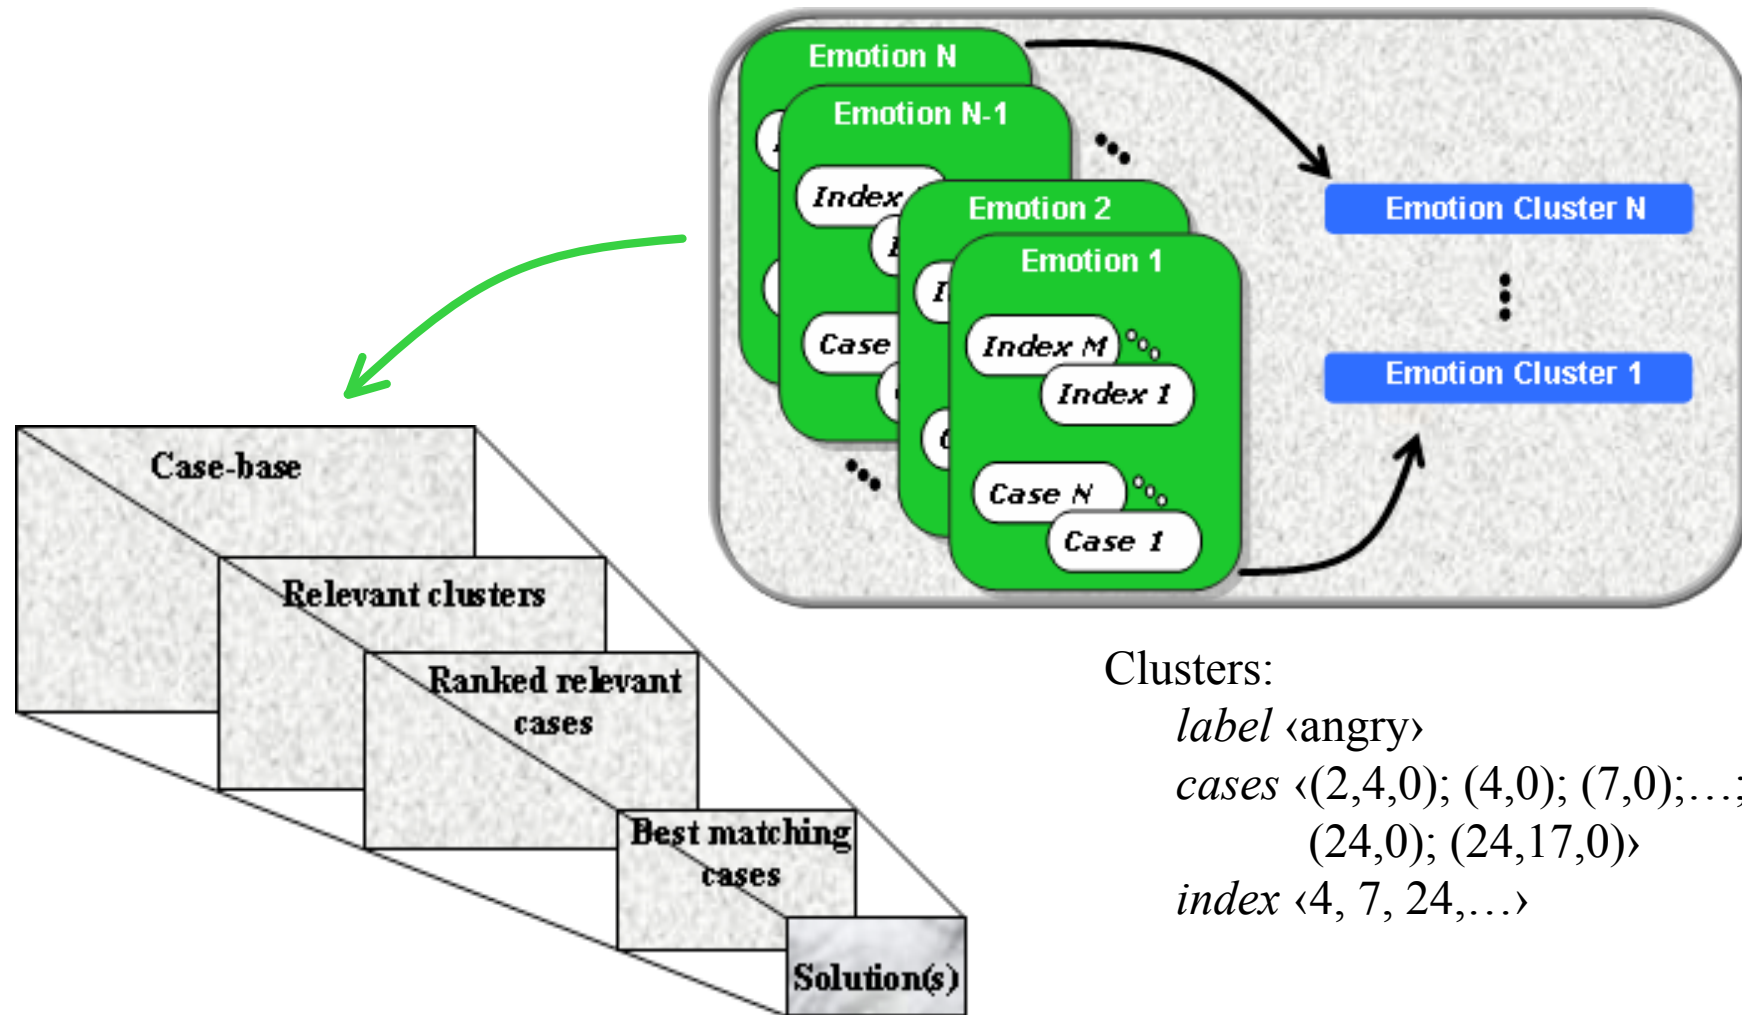 Emotion N
Emotion N-1
Index
Case
Emotion 2
Emotion 1
Index M
Index 1
Case N
Case 1
Emotion Cluster N
Emotion Cluster 1
Case-base
Relevant clusters
Ranked relevant
cases
Best matching
cases
Solution(s)
Clusters:
label ‹angry›
cases ‹(2,4,0); (4,0); (7,0);…;
(24,0); (24,17,0)›
index ‹4, 7, 24,…›